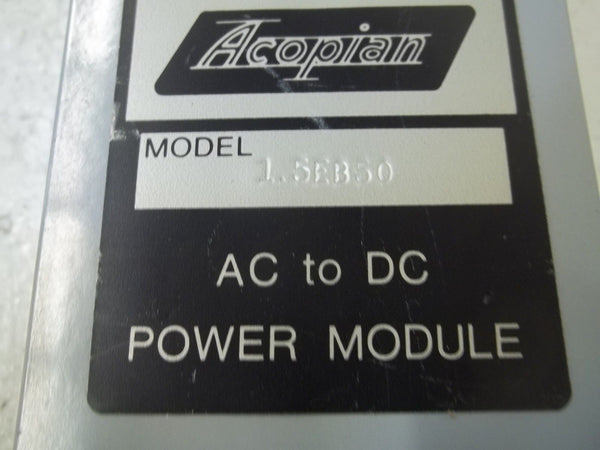 Acopian
MODEL
1.5EB50
AC to DC
POWER MODULE